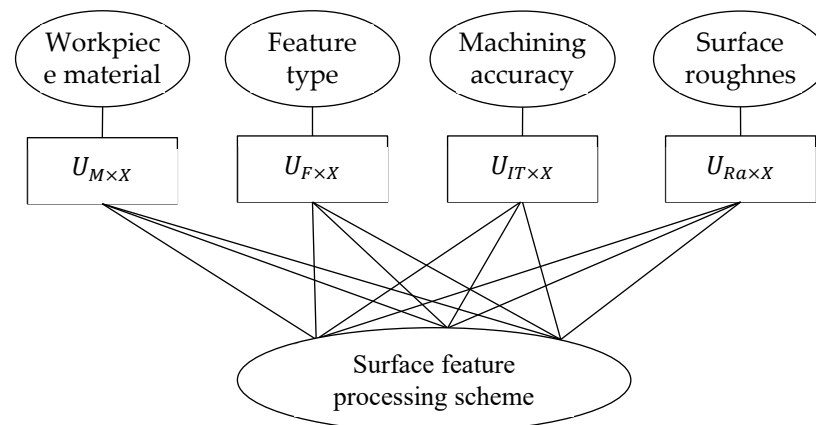 Workpiec
e material
Feature
type
Machining
accuracy
Surface
roughnes
U_{M×X}
U_{F×X}
U_{IT×X}
U_{Ra×X}
Surface feature
processing scheme